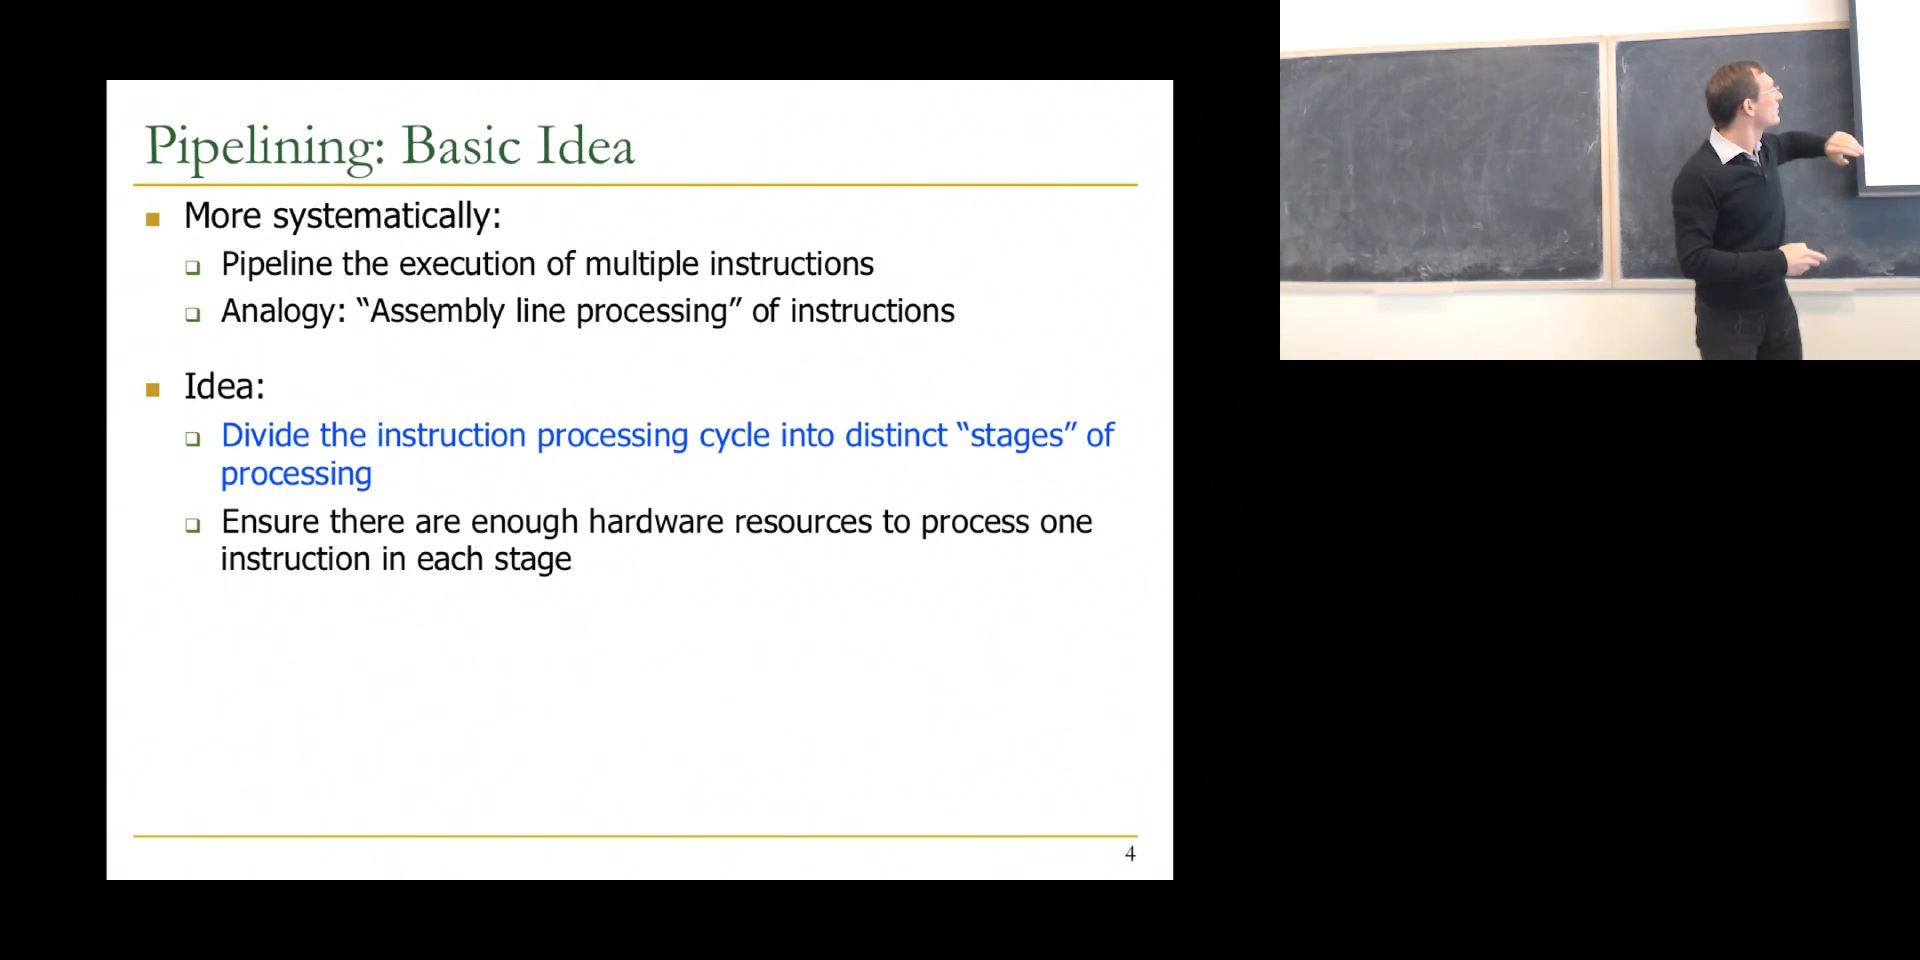 Pipelining: Basic Idea
More systematically:
Pipeline the execution of multiple instructions
Analogy: “Assembly line processing” of instructions
Idea:
Divide the instruction processing cycle into distinct “stages” of
processing
Ensure there are enough hardware resources to process one
instruction in each stage
4